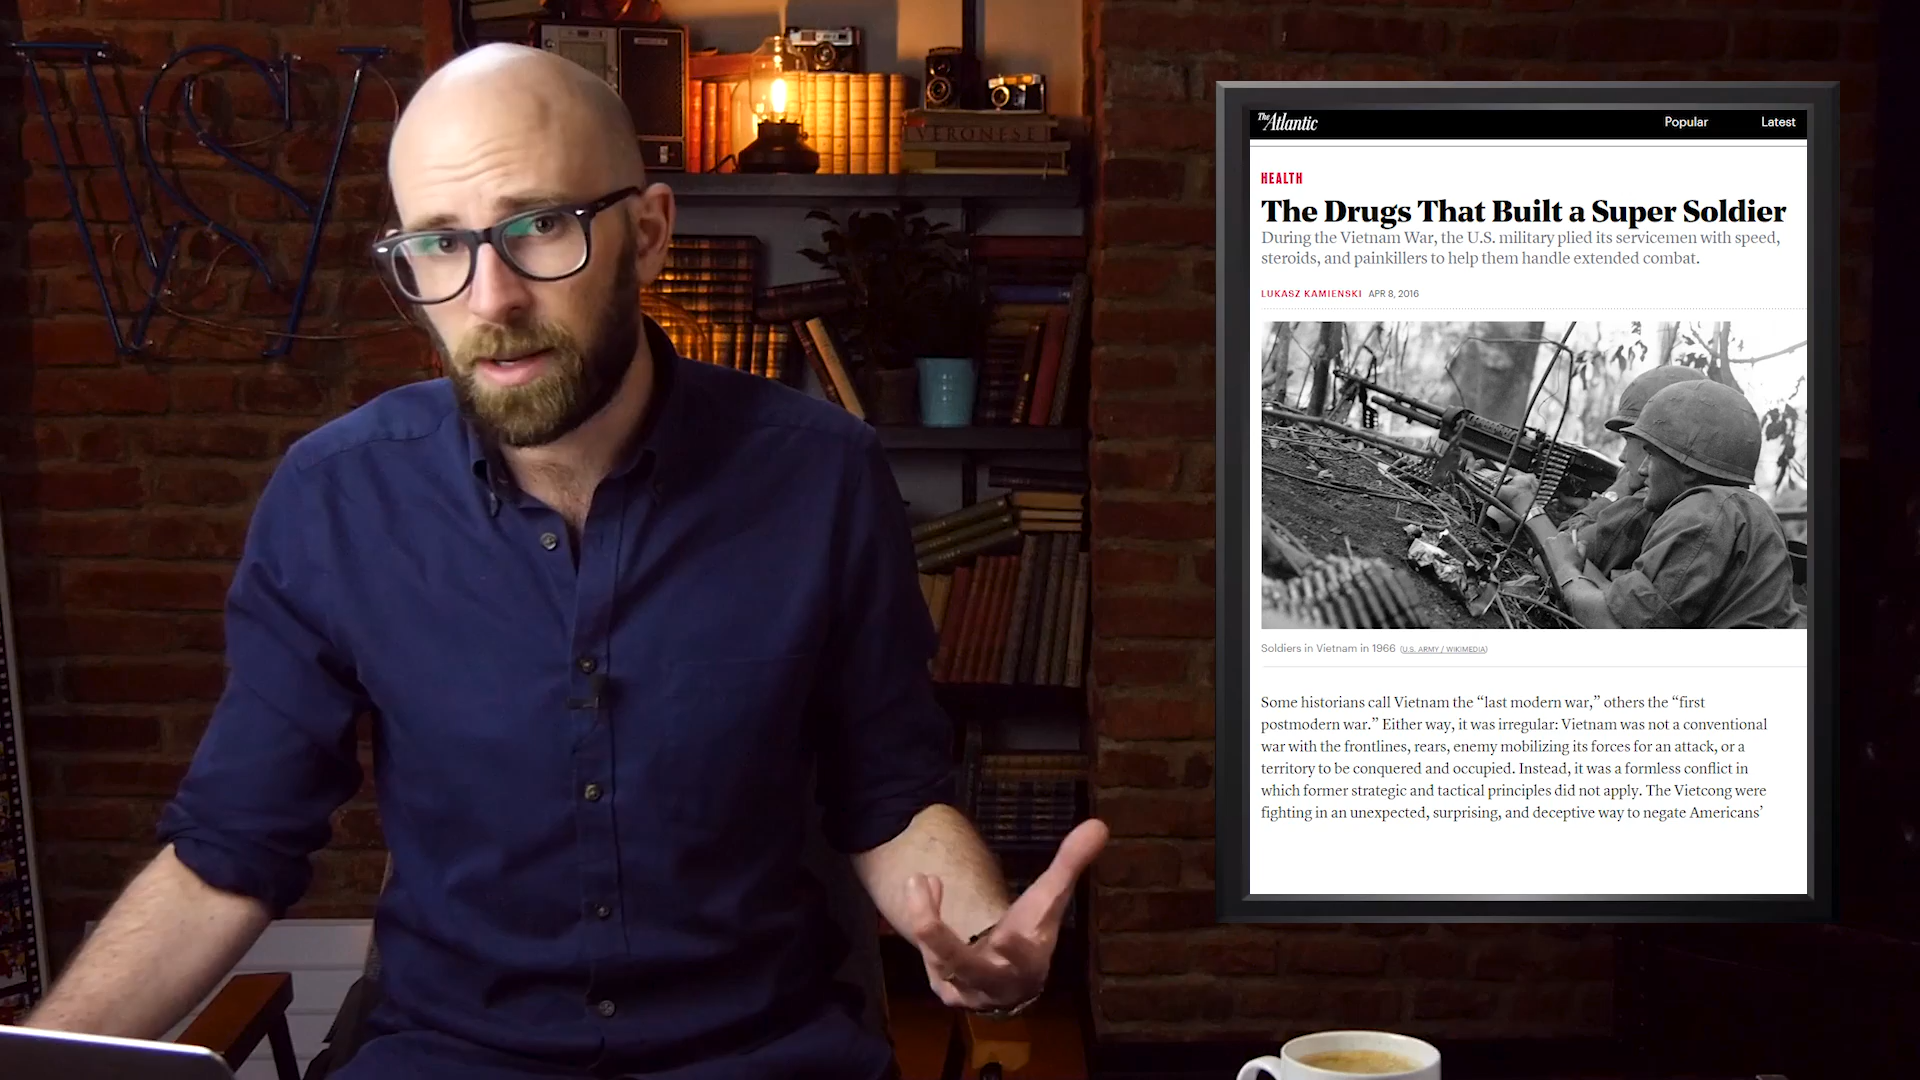 VERONESE
The Atlantic
Popular
Latest
HEALTH
The Drugs That Built a Super Soldier
During the Vietnam War, the U.S. military plied its servicemen with speed,
steroids, and painkillers to help them handle extended combat.
LUKASZ KAMIENSKI APR 8, 2016
Soldiers in Vietnam in 1966 (U.S. ARMY / WIKIMEDIA)
Some historians call Vietnam the “last modern war,” others the “first
postmodern war.” Either way, it was irregular: Vietnam was not a conventional
war with the frontlines, rears, enemy mobilizing its forces for an attack, or a
territory to be conquered and occupied. Instead, it was a formless conflict in
which former strategic and tactical principles did not apply. The Vietcong were
fighting in an unexpected, surprising, and deceptive way to negate Americans’